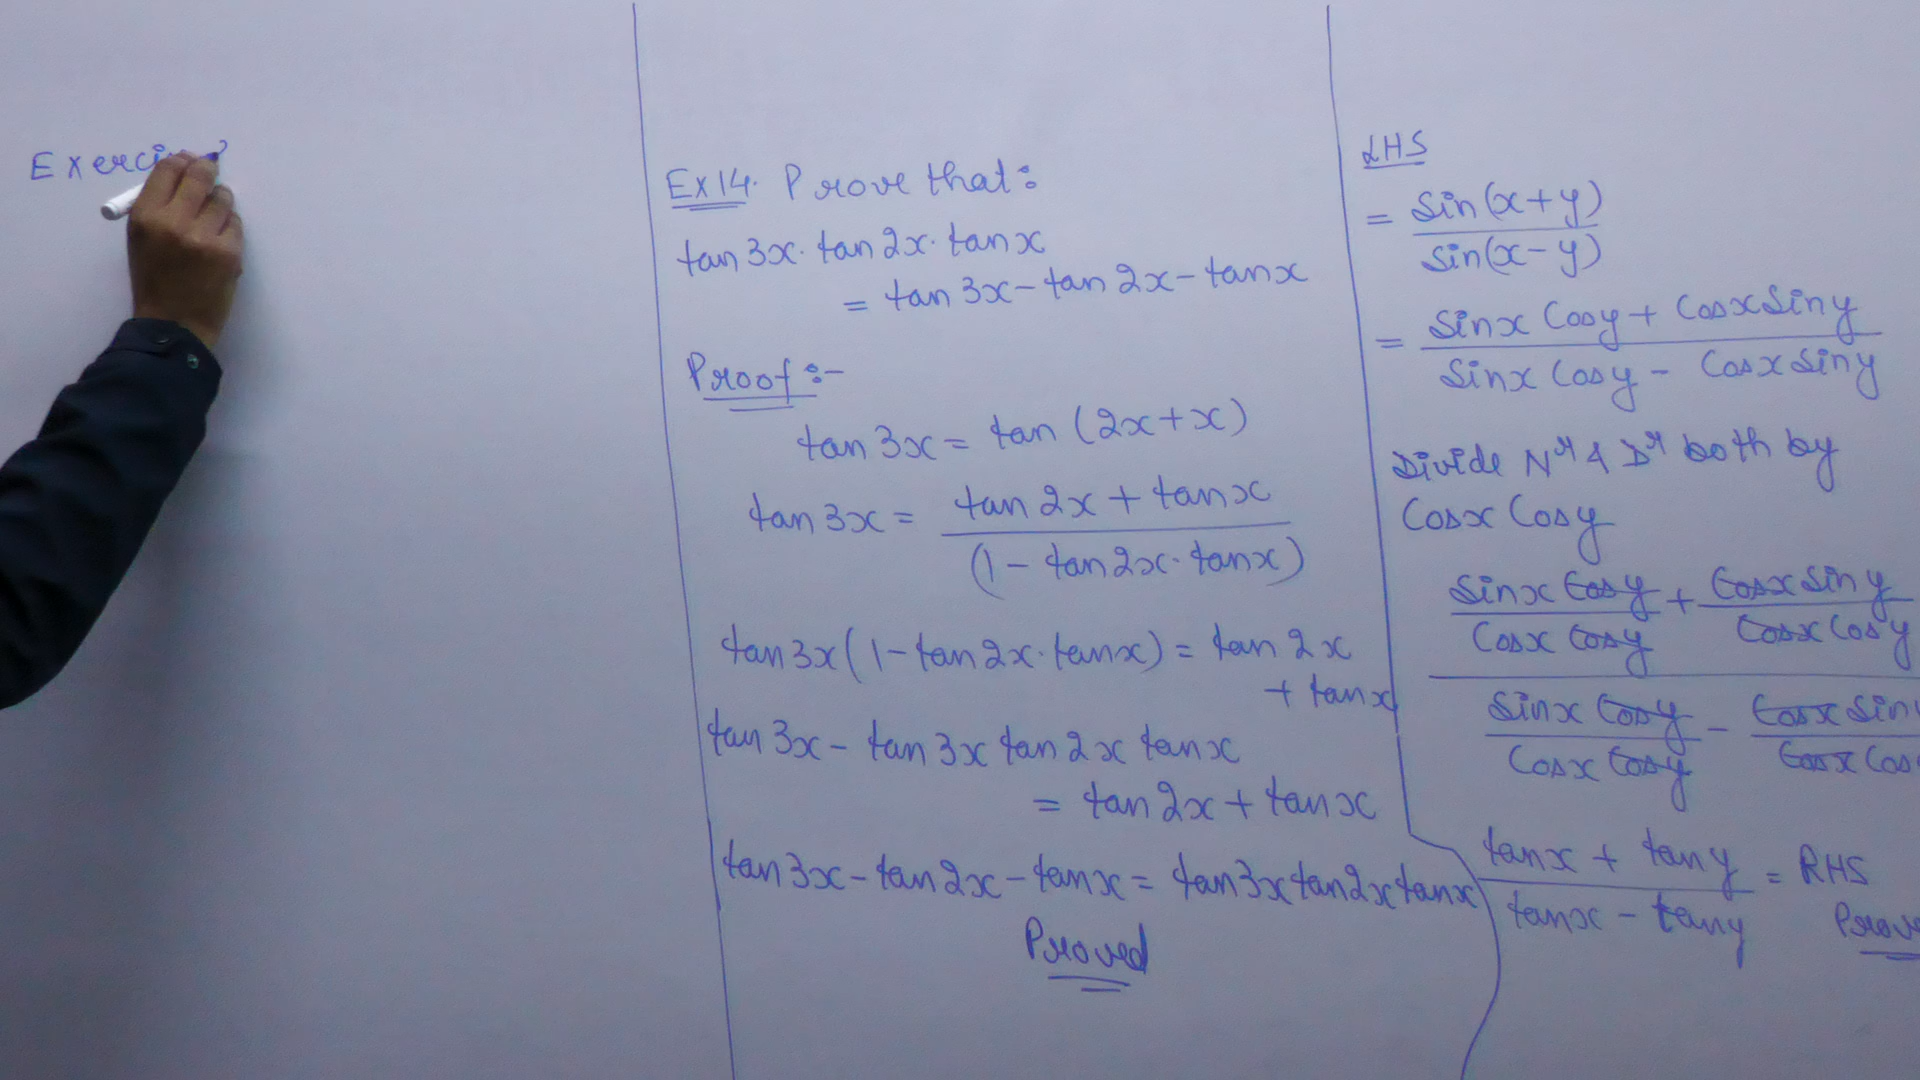 Ex14. Prove that:
tan 3x. tan 2x. tan x
= tan 3x - tan 2x - tan x
Proof :-
tan 3x = tan (2x + x)
tan 3x = tan 2x + tan x
(1 - tan 2x. tan x)
tan 3x (1 - tan 2x. tan x) = tan 2x
+ tan x
tan 3x - tan 3x tan 2x tan x
= tan 2x + tan x
tan 3x - tan 2x - tan x = tan 3x tan 2x tan x
Proved
LHS
= Sin (x + y)
Sin (x - y)
= Sin x Cos y + Cos x Sin y
Sin x Cos y - Cos x Sin y
Divide Nʳ & Dʳ both by
Cos x Cos y
Sin x Cos y + Cos x Sin y
Cos x Cos y Cos x Cos y
Sin x Cos y - Cos x Sin
Cos x Cos y Cos x Cos
tan x + tan y = RHS
tan x - tan y